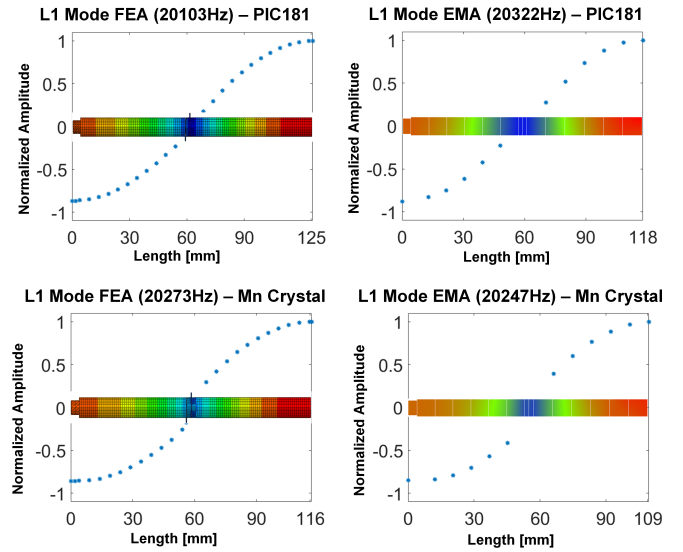 L1 Mode FEA (20103Hz) – PIC181
Normalized Amplitude
1
0.5
0
-0.5
-1
0 30 60 90 125
Length [mm]
L1 Mode EMA (20322Hz) – PIC181
Normalized Amplitude
1
0.5
0
-0.5
-1
0 30 60 90 118
Length [mm]
L1 Mode FEA (20273Hz) – Mn Crystal
Normalized Amplitude
1
0.5
0
-0.5
-1
0 30 60 90 116
Length [mm]
L1 Mode EMA (20247Hz) – Mn Crystal
Normalized Amplitude
1
0.5
0
-0.5
-1
0 30 60 90 109
Length [mm]